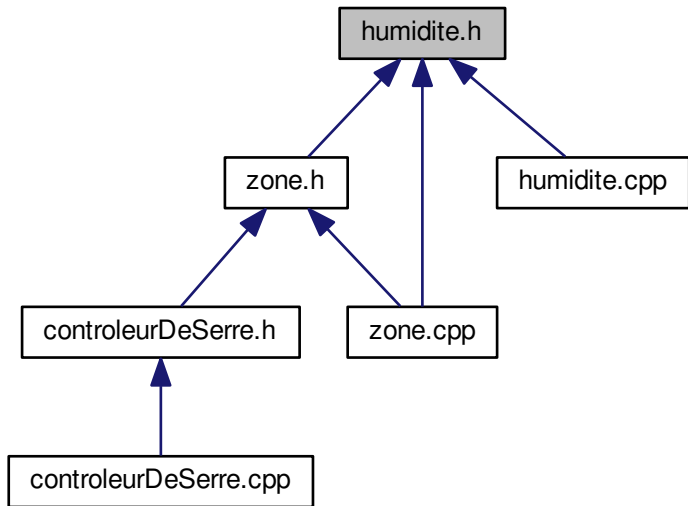 humidite.h
zone.h
humidite.cpp
controleurDeSerre.h
zone.cpp
controleurDeSerre.cpp